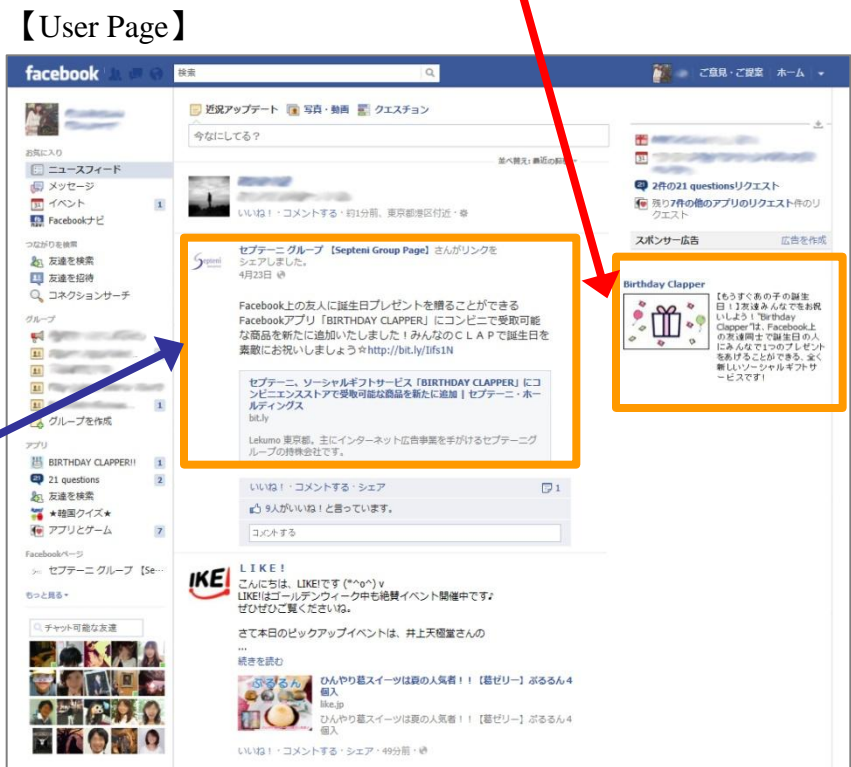 【User Page】
facebook
検索
ご意見・ご提案 ホーム
近況アップデート 写真・動画 クエスチョン
今なにしてる?
お気に入り
ニュースフィード
メッセージ
イベント 1
Facebookナビ
つながりを検索
友達を検索
友達を招待
コネクションサーチ
グループ
1
グループを作成
アプリ
BIRTHDAY CLAPPER!! 1
21 questions 2
友達を検索
★韓国クイズ★
アプリとゲーム 7
Facebookページ
セプテーニ グループ 【Se…
もっと見る
チャット可能な友達
並べ替え: 最近の
いいね!・コメントする・約1分前、東京都港区付近・
Septeni
セプテーニ グループ 【Septeni Group Page】 さんがリンクを
シェアしました。
4月23日
Facebook上の友人に誕生日プレゼントを贈ることができる
Facebookアプリ「BIRTHDAY CLAPPER」にコンビニで受取可能
な商品を新たに追加いたしました!みんなのCLAPで誕生日を
素敵にお祝いしましょう☆http://bit.ly/Iifs1N
セプテーニ、ソーシャルギフトサービス「BIRTHDAY CLAPPER」にコ
ンビニエンスストアで受取可能な商品を新たに追加 | セプテーニ・ホー
ルディングス
bit.ly
Lekumo 東京都。主にインターネット広告事業を手がけるセプテーニグ
ループの持株会社です。
いいね!・コメントする・シェア 1
9人がいいね!と言っています。
コメントする
IKE!
LIKE!
こんにちは、LIKE!です (*^o^) v
LIKE!はゴールデンウィーク中も絶賛イベント開催中です♪
ぜひぜひご覧くださいね。
さて本日のピックアップイベントは、井上天極堂さんの
...
続きを読む
ぷるるん
ひんやり葛スイーツは夏の人気者!!【葛ゼリー】ぷるるん4
個入
like.jp
ひんやり葛スイーツは夏の人気者!!【葛ゼリー】ぷるるん4
個入
いいね!・コメントする・シェア・49分前・
2件の21 questionsリクエスト
残り7件の他のアプリのリクエスト件のリ
クエスト
スポンサー広告 広告を作成
Birthday Clapper
【もうすぐあの子の誕生
日!】友達みんなでをお祝
いしよう!"Birthday
Clapper"は、Facebook上
の友達同士で誕生日の人
にみんなで1つのプレゼント
をあげることができる、全く
新しいソーシャルギフトサ
ービスです!